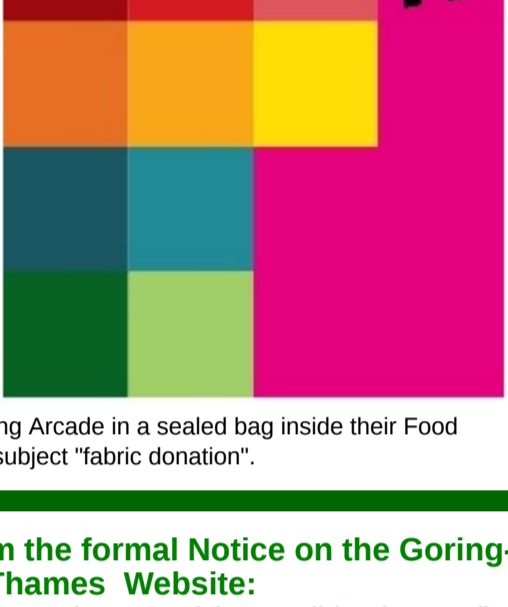 ng Arcade in a sealed bag inside their Food
subject "fabric donation".
m the formal Notice on the Goring-
Thames Website: